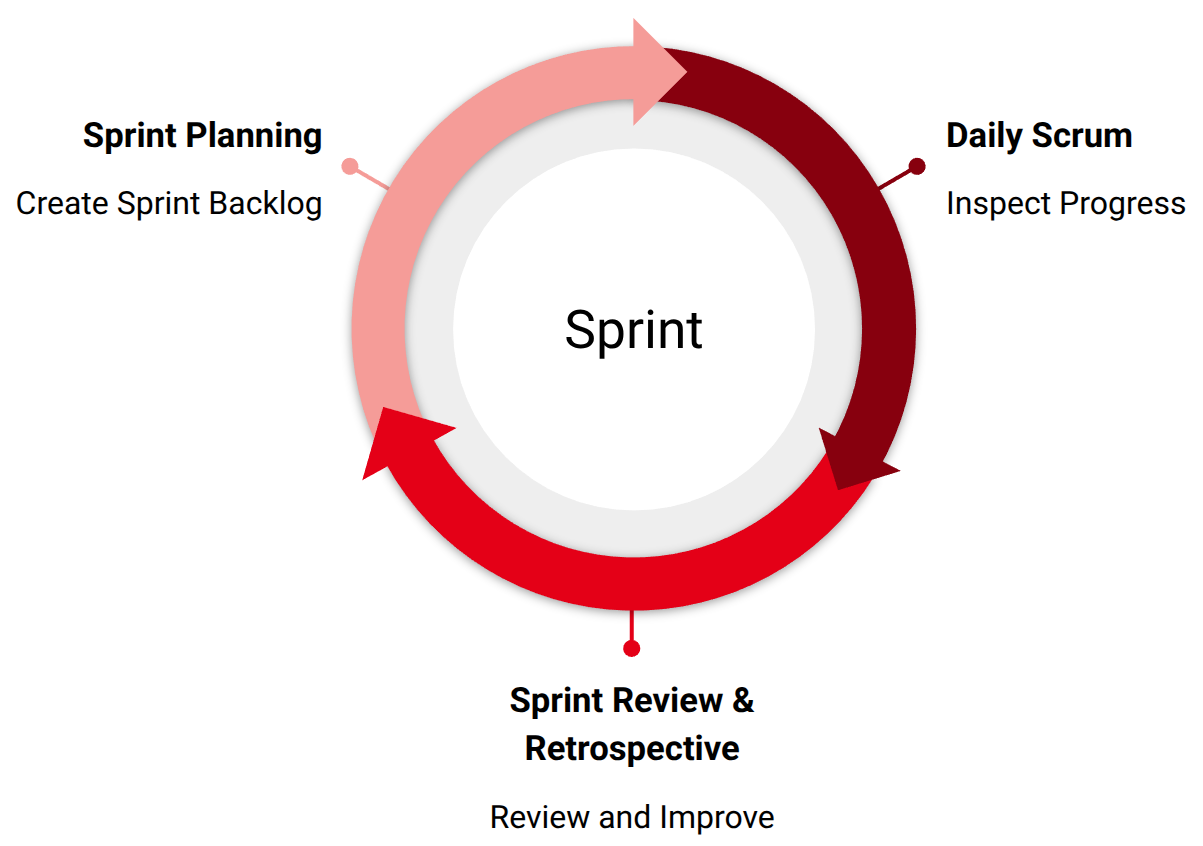 Sprint Planning
Create Sprint Backlog
Daily Scrum
Inspect Progress
Sprint
Sprint Review &
Retrospective
Review and Improve